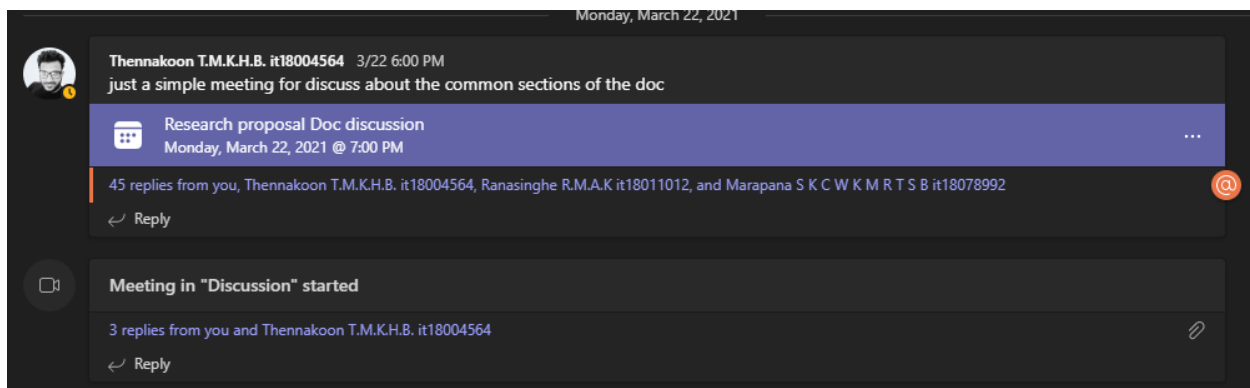 Monday, March 22, 2021
Thennakoon T.M.K.H.B. it18004564 3/22 6:00 PM
just a simple meeting for discuss about the common sections of the doc
Research proposal Doc discussion
Monday, March 22, 2021 @ 7:00 PM
...
45 replies from you, Thennakoon T.M.K.H.B. it18004564, Ranasinghe R.M.A.K it18011012, and Marapana S K C W K M R T S B it18078992
@
Reply
Meeting in "Discussion" started
3 replies from you and Thennakoon T.M.K.H.B. it18004564
Reply